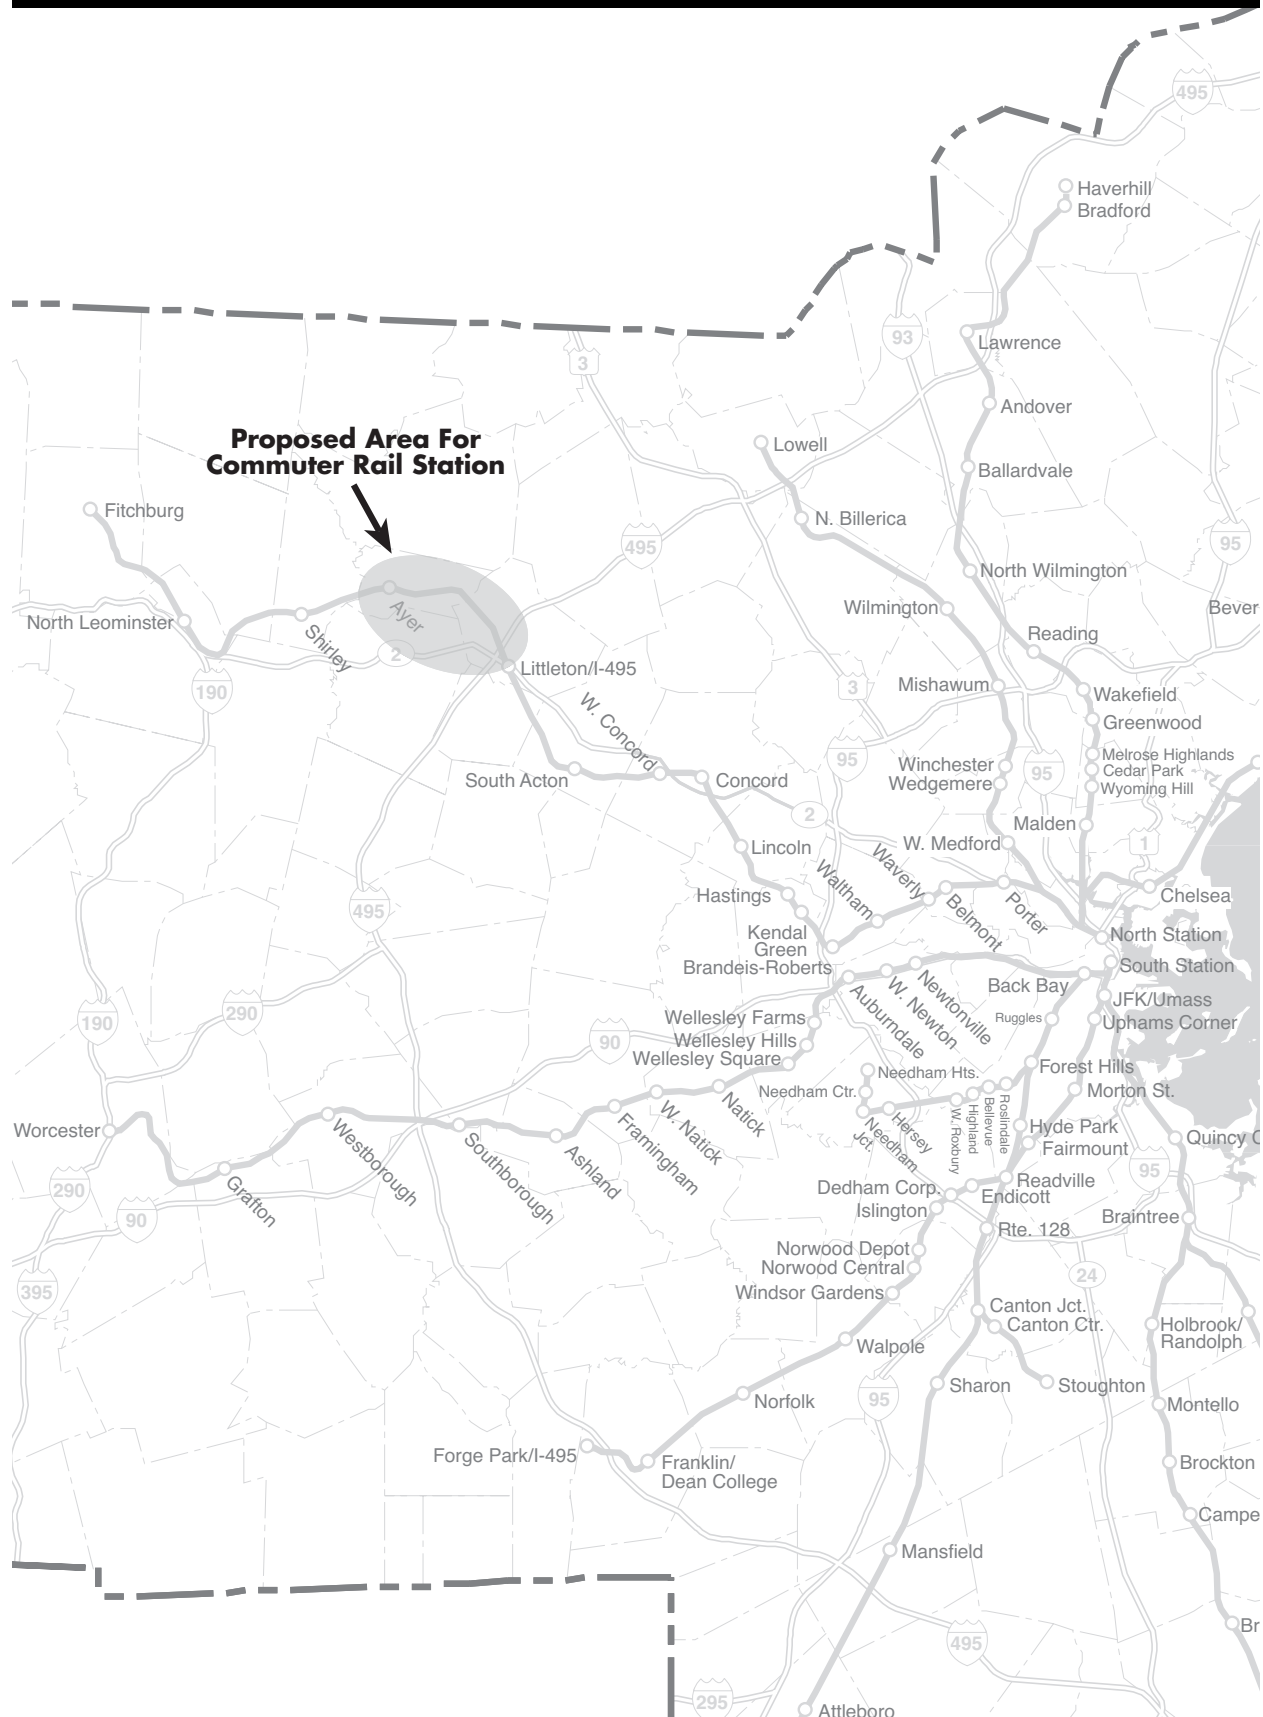 495
Haverhill
Bradford
93
Lawrence
3
Andover
Proposed Area For
Commuter Rail Station
Lowell
Ballardvale
Fitchburg
N. Billerica
495
95
North Wilmington
Ayer
Wilmington
Bever
North Leominster
Shirley
Reading
2
Littleton/I-495
190
3
Mishawum
Wakefield
W. Concord
Greenwood
95
Winchester
95
Melrose Highlands
Cedar Park
South Acton
Concord
Wedgemere
Wyoming Hill
2
Malden
1
Lincoln
W. Medford
Waverly
Waltham
Hastings
Belmont
Porter
Chelsea
495
Kendal
Green
North Station
Brandeis-Roberts
South Station
Back Bay
Newtonville
W. Newton
Auburndale
JFK/Umass
290
190
Ruggles
Uphams Corner
Wellesley Farms
90
Wellesley Hills
Wellesley Square
Forest Hills
Needham Hts.
Needham Ctr.
Morton St.
Natick
W. Natick
Framingham
Ashland
Southborough
Westborough
Worcester
Hersey
Needham
Jct.
W. Roxbury
Highland
Bellevue
Roslindale
Hyde Park
Fairmount
Quincy C
95
290
Grafton
90
Readville
Dedham Corp.
Endicott
Islington
Braintree
Rte. 128
Norwood Depot
Norwood Central
24
395
Windsor Gardens
Canton Jct.
Canton Ctr.
Holbrook/
Randolph
Walpole
Sharon
Stoughton
95
Norfolk
Montello
Forge Park/I-495
Franklin/
Dean College
Brockton
Campe
Mansfield
Br
495
295
Attleboro